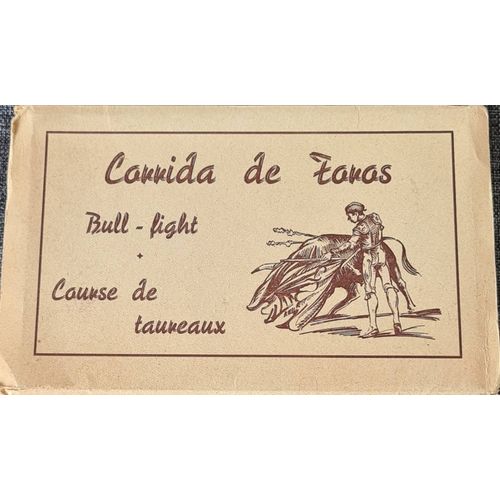 Corrida de Toros
Bull - fight
Course de
taureaux